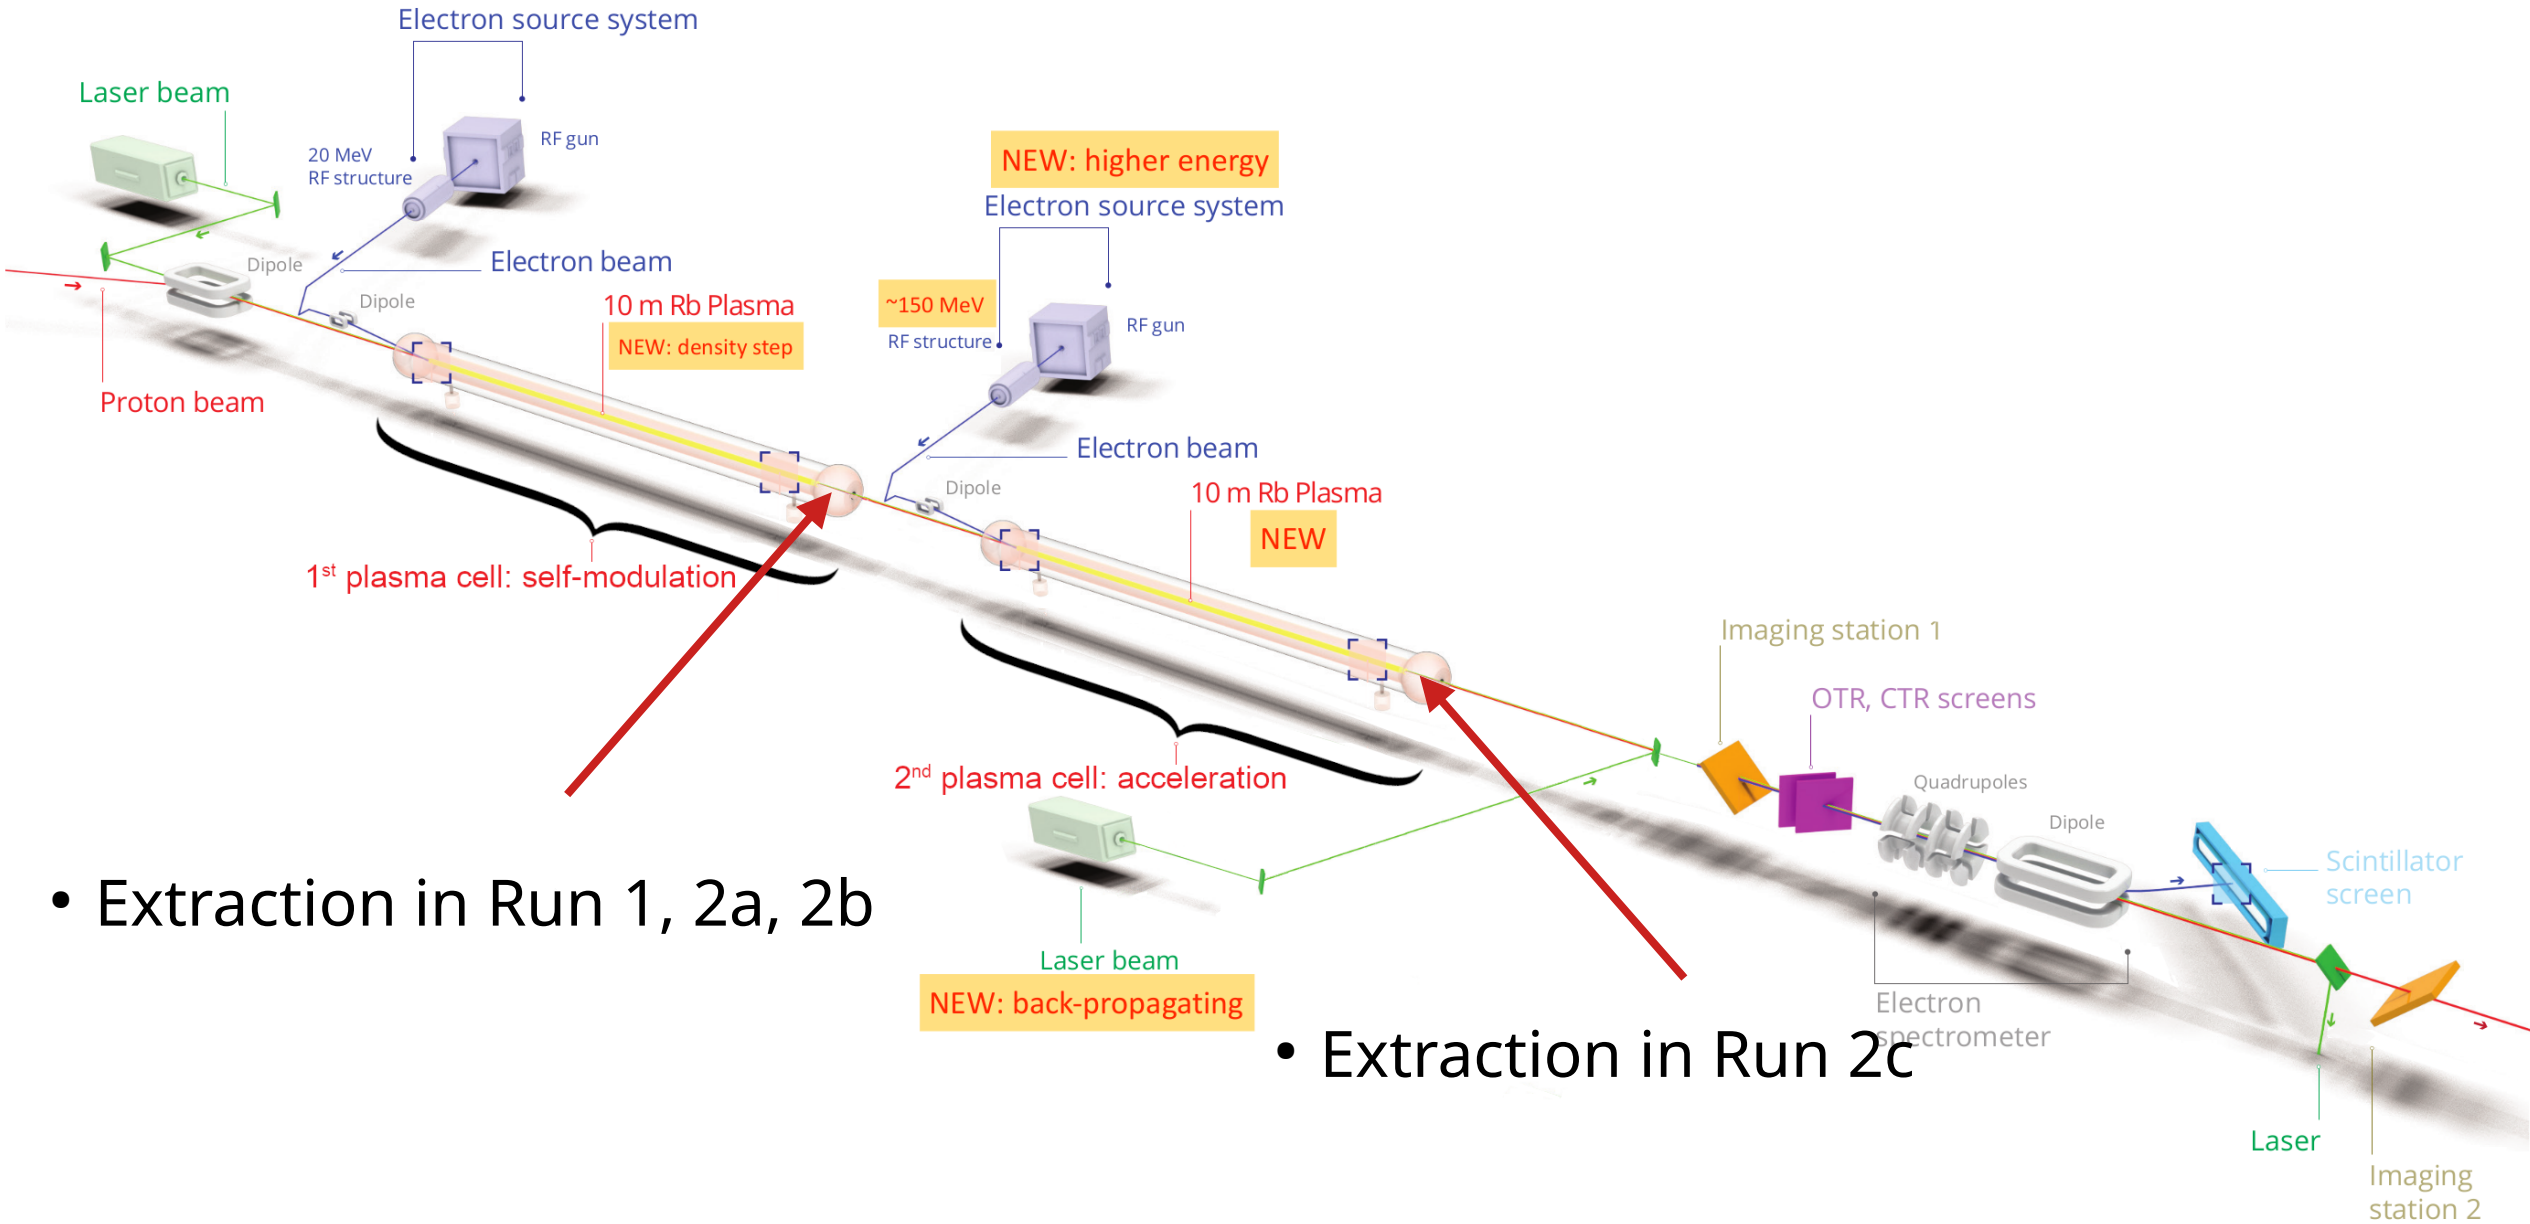 Electron source system
Laser beam
RF gun
20 MeV
RF structure
NEW: higher energy
Electron source system
Dipole
Electron beam
Dipole
10 m Rb Plasma
NEW: density step
~150 MeV
RF structure
RF gun
Proton beam
Electron beam
Dipole
10 m Rb Plasma
NEW
1st plasma cell: self-modulation
Imaging station 1
OTR, CTR screens
2nd plasma cell: acceleration
Quadrupoles
Dipole
Scintillator
screen
• Extraction in Run 1, 2a, 2b
Laser beam
NEW: back-propagating
Electron
spectrometer
• Extraction in Run 2c
Laser
Imaging
station 2